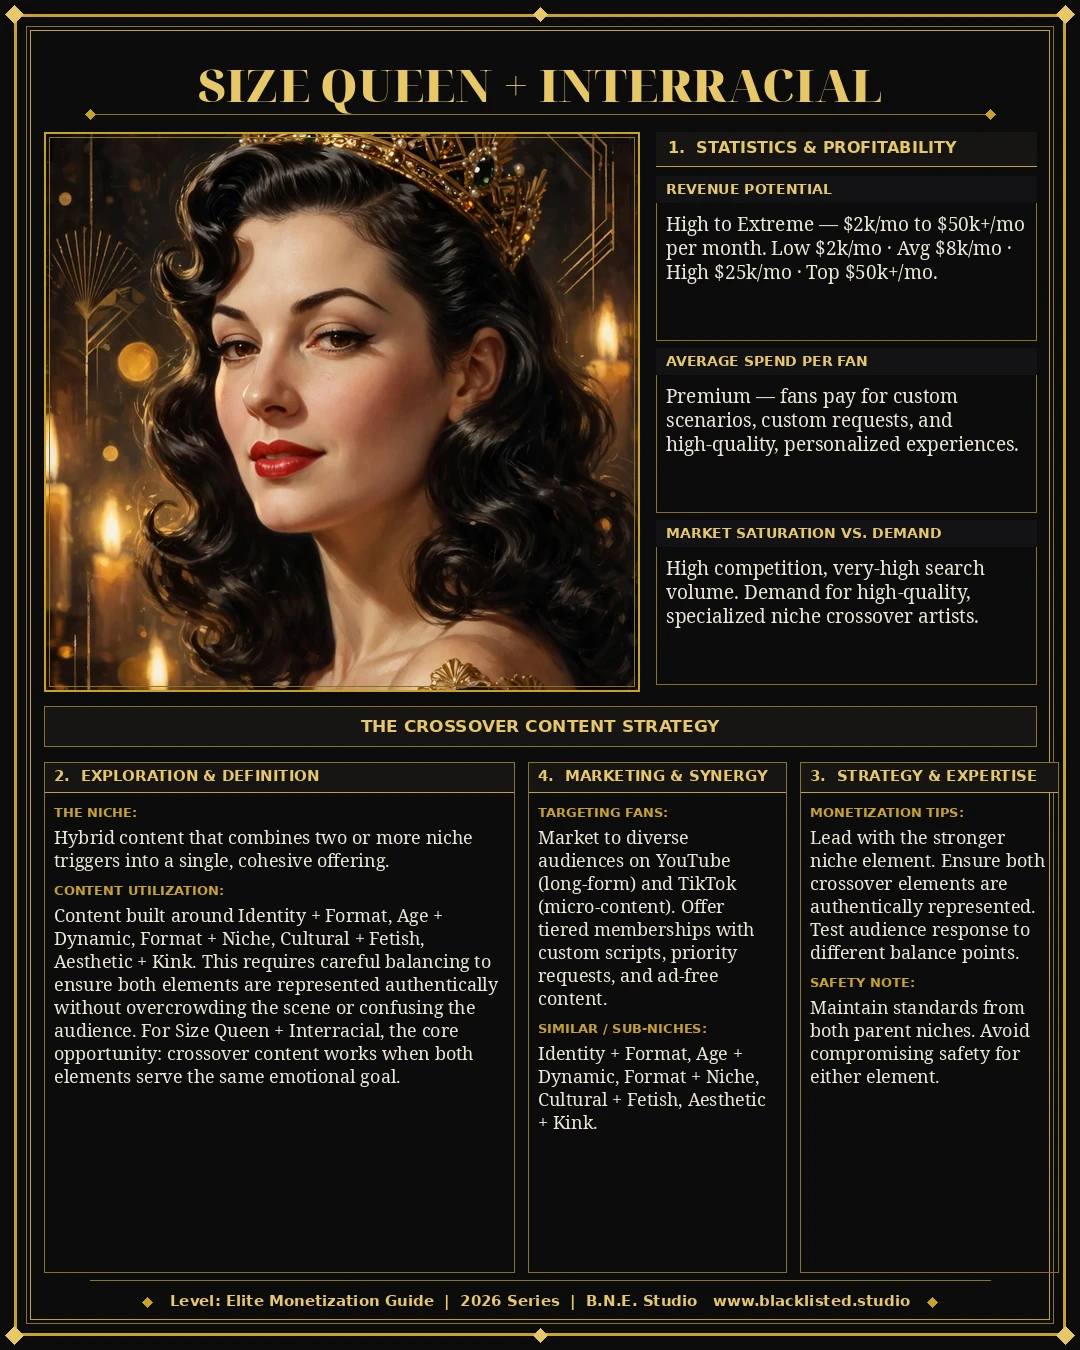 SIZE QUEEN + INTERRACIAL
1. STATISTICS & PROFITABILITY
REVENUE POTENTIAL
High to Extreme — $2k/mo to $50k+/mo
per month. Low $2k/mo · Avg $8k/mo ·
High $25k/mo · Top $50k+/mo.
AVERAGE SPEND PER FAN
Premium — fans pay for custom
scenarios, custom requests, and
high-quality, personalized experiences.
MARKET SATURATION VS. DEMAND
High competition, very-high search
volume. Demand for high-quality,
specialized niche crossover artists.
THE CROSSOVER CONTENT STRATEGY
2. EXPLORATION & DEFINITION
THE NICHE:
Hybrid content that combines two or more niche
triggers into a single, cohesive offering.
CONTENT UTILIZATION:
Content built around Identity + Format, Age +
Dynamic, Format + Niche, Cultural + Fetish,
Aesthetic + Kink. This requires careful balancing to
ensure both elements are represented authentically
without overcrowding the scene or confusing the
audience. For Size Queen + Interracial, the core
opportunity: crossover content works when both
elements serve the same emotional goal.
4. MARKETING & SYNERGY
TARGETING FANS:
Market to diverse
audiences on YouTube
(long-form) and TikTok
(micro-content). Offer
tiered memberships with
custom scripts, priority
requests, and ad-free
content.
SIMILAR / SUB-NICHES:
Identity + Format, Age +
Dynamic, Format + Niche,
Cultural + Fetish, Aesthetic
+ Kink.
3. STRATEGY & EXPERTISE
MONETIZATION TIPS:
Lead with the stronger
niche element. Ensure both
crossover elements are
authentically represented.
Test audience response to
different balance points.
SAFETY NOTE:
Maintain standards from
both parent niches. Avoid
compromising safety for
either element.
Level: Elite Monetization Guide | 2026 Series | B.N.E. Studio www.blacklisted.studio